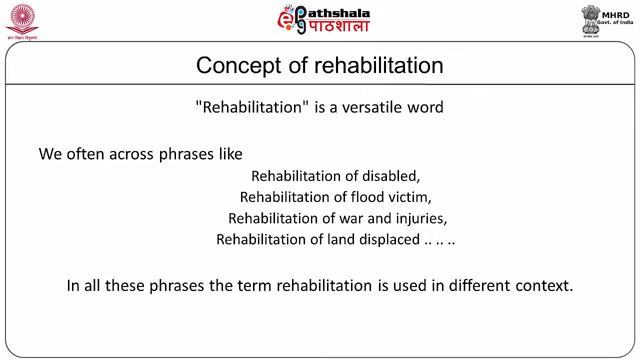 Pathshala
पाठशाला
MHRD
Govt. of India
Concept of rehabilitation
"Rehabilitation" is a versatile word
We often across phrases like
Rehabilitation of disabled,
Rehabilitation of flood victim,
Rehabilitation of war and injuries,
Rehabilitation of land displaced .. .. ..
In all these phrases the term rehabilitation is used in different context.